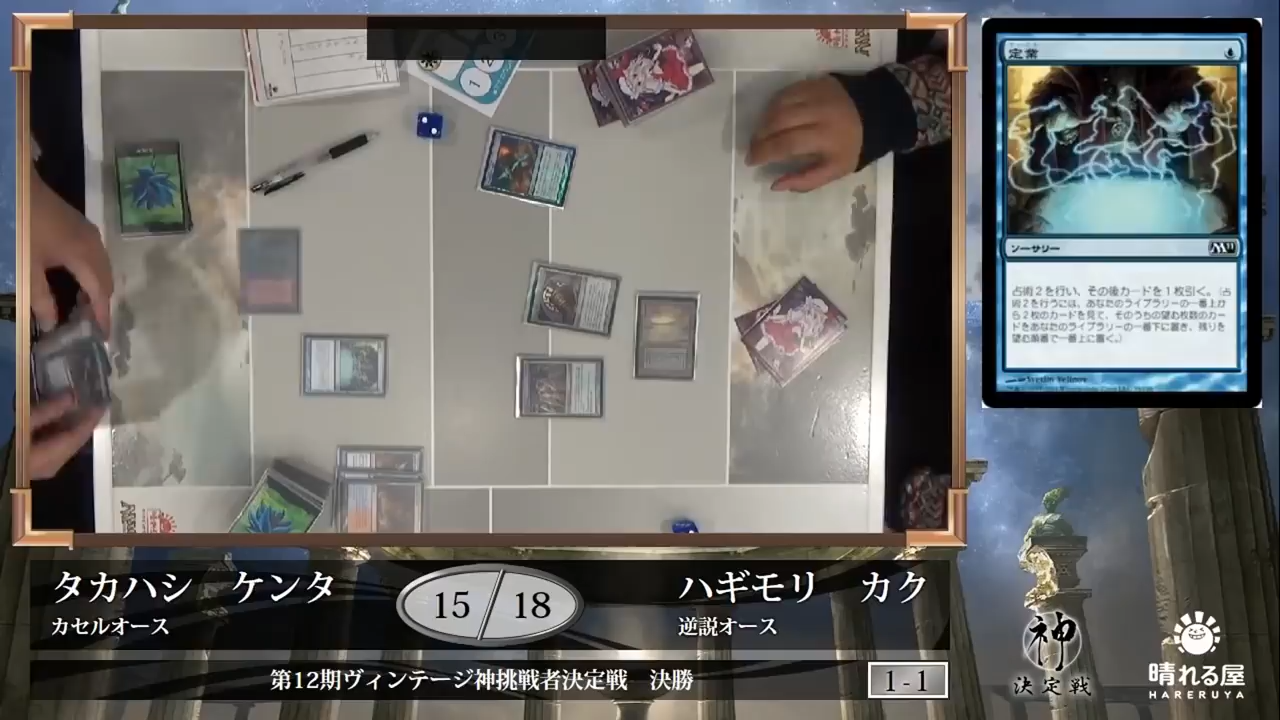 定業
ソーサリー
M11
占術2を行い、その後カードを1枚引く。(占
術2を行うには、あなたのライブラリーの一番上か
ら2枚のカードを見て、そのうちの望む枚数のカー
ドをあなたのライブラリーの一番下に置き、残りを
望む順番で一番上に置く。)
タカハシ ケンタ
カセルオース
15 / 18
ハギモリ カク
逆説オース
第12期ヴィンテージ神挑戦者決定戦 決勝
1-1
神
決定戦
晴れる屋
HARERUYA